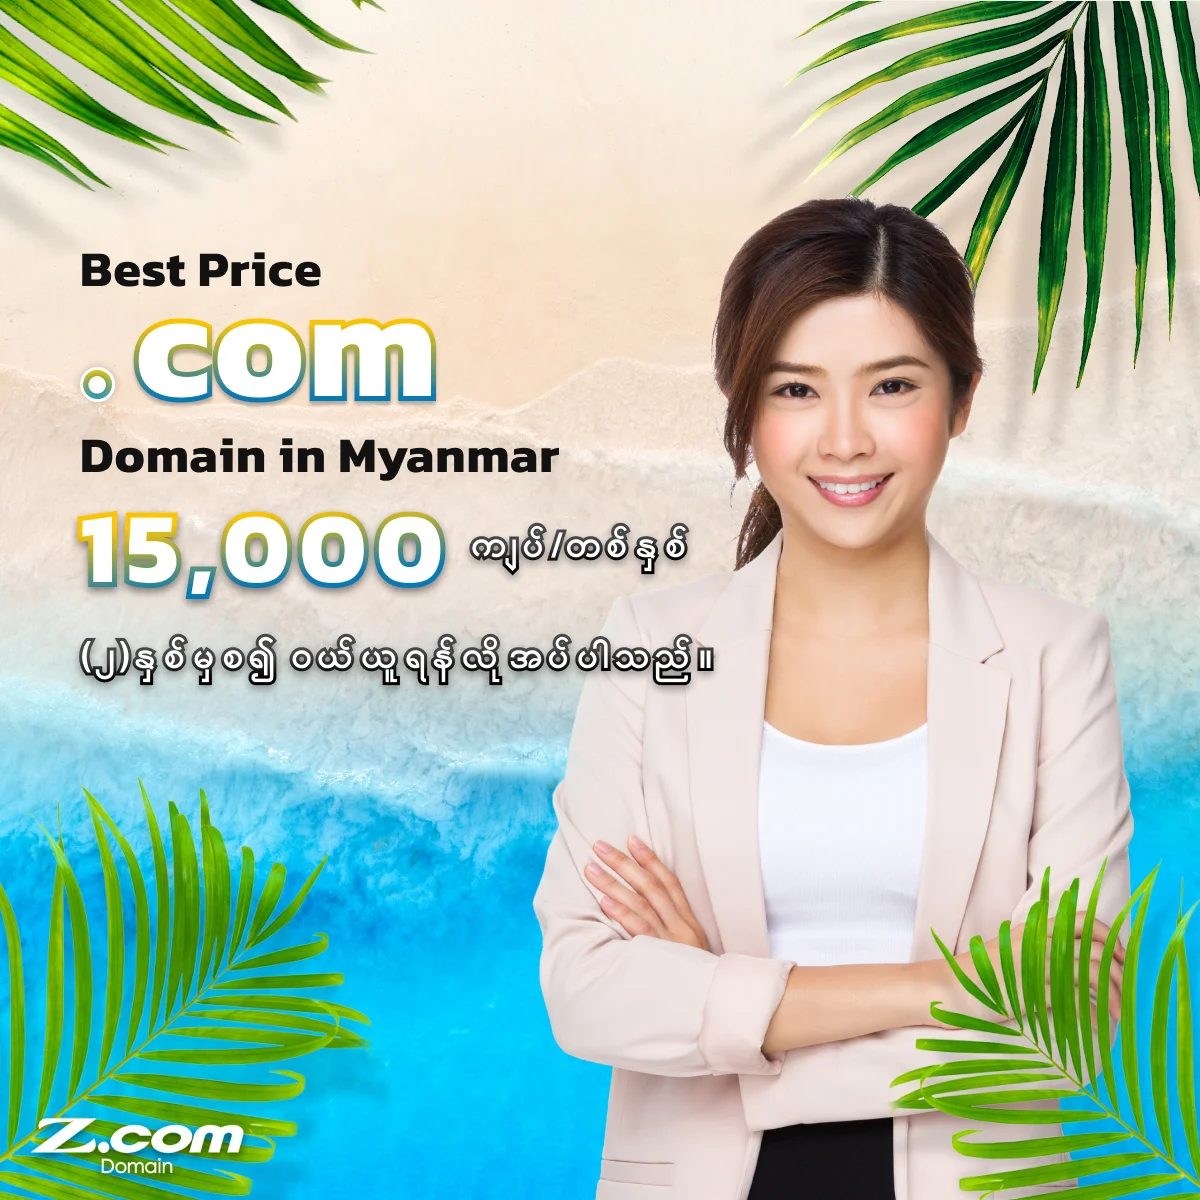 Best Price
.com
Domain in Myanmar
15,000 ကျပ်/တစ်နှစ်
(၂)နှစ်မှစ၍ ဝယ်ယူရန်လိုအပ်ပါသည်။
Z.com
Domain